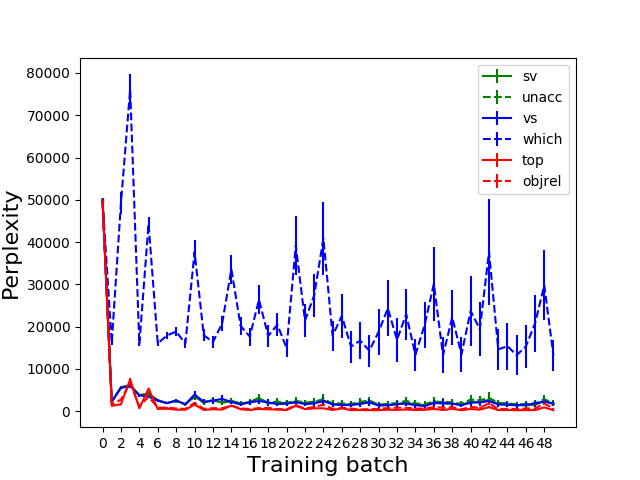 80000
70000
60000
50000
40000
30000
20000
10000
0
Perplexity
sv
unacc
vs
which
top
objrel
0 2 4 6 8 10 12 14 16 18 20 22 24 26 28 30 32 34 36 38 40 42 44 46 48
Training batch